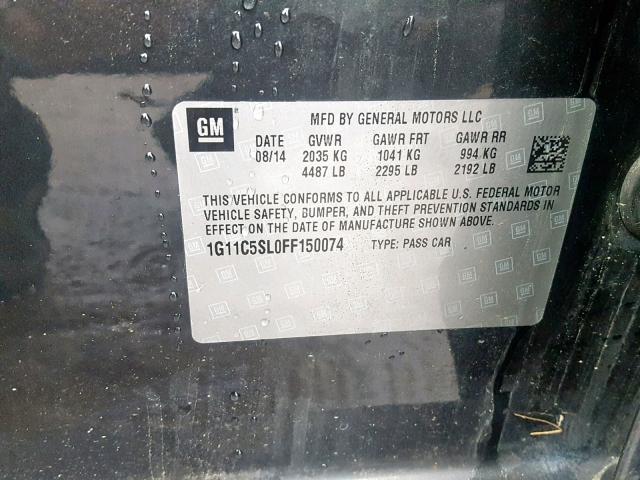 GM
MFD BY GENERAL MOTORS LLC
DATE GVWR GAWR FRT GAWR RR
08/14 2035 KG 1041 KG 994 KG
4487 LB 2295 LB 2192 LB
THIS VEHICLE CONFORMS TO ALL APPLICABLE U.S. FEDERAL MOTOR
VEHICLE SAFETY, BUMPER, AND THEFT PREVENTION STANDARDS IN
EFFECT ON THE DATE OF MANUFACTURE SHOWN ABOVE.
1G11C5SL0FF150074 TYPE: PASS CAR